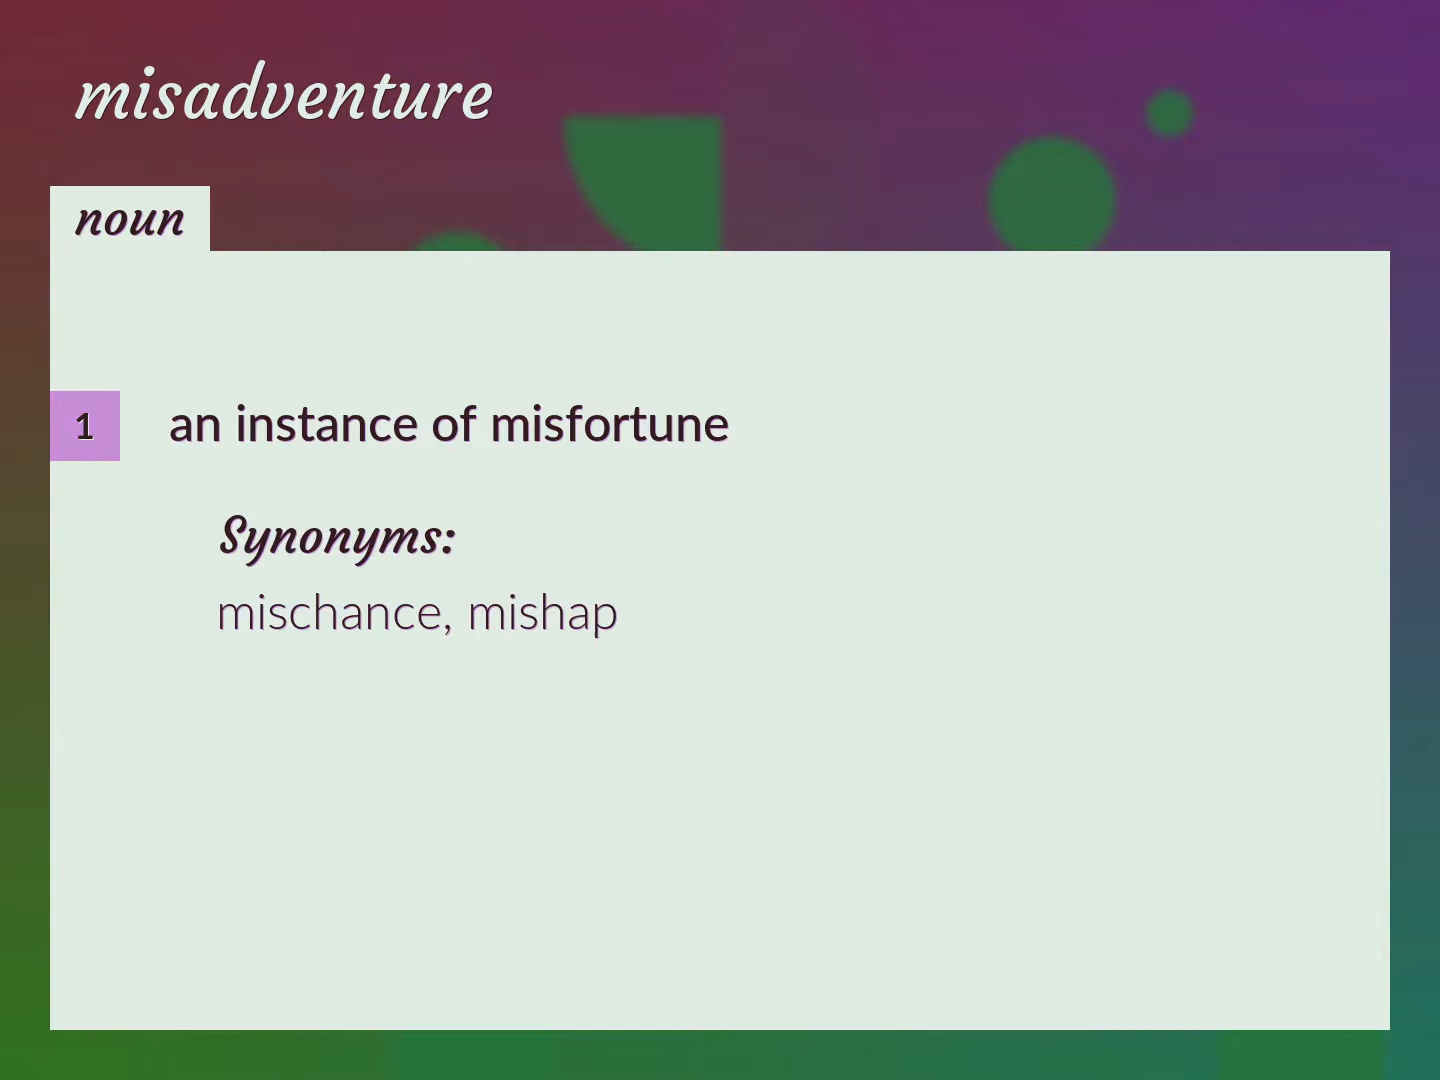 misadventure
noun
1 an instance of misfortune
Synonyms:
mischance, mishap